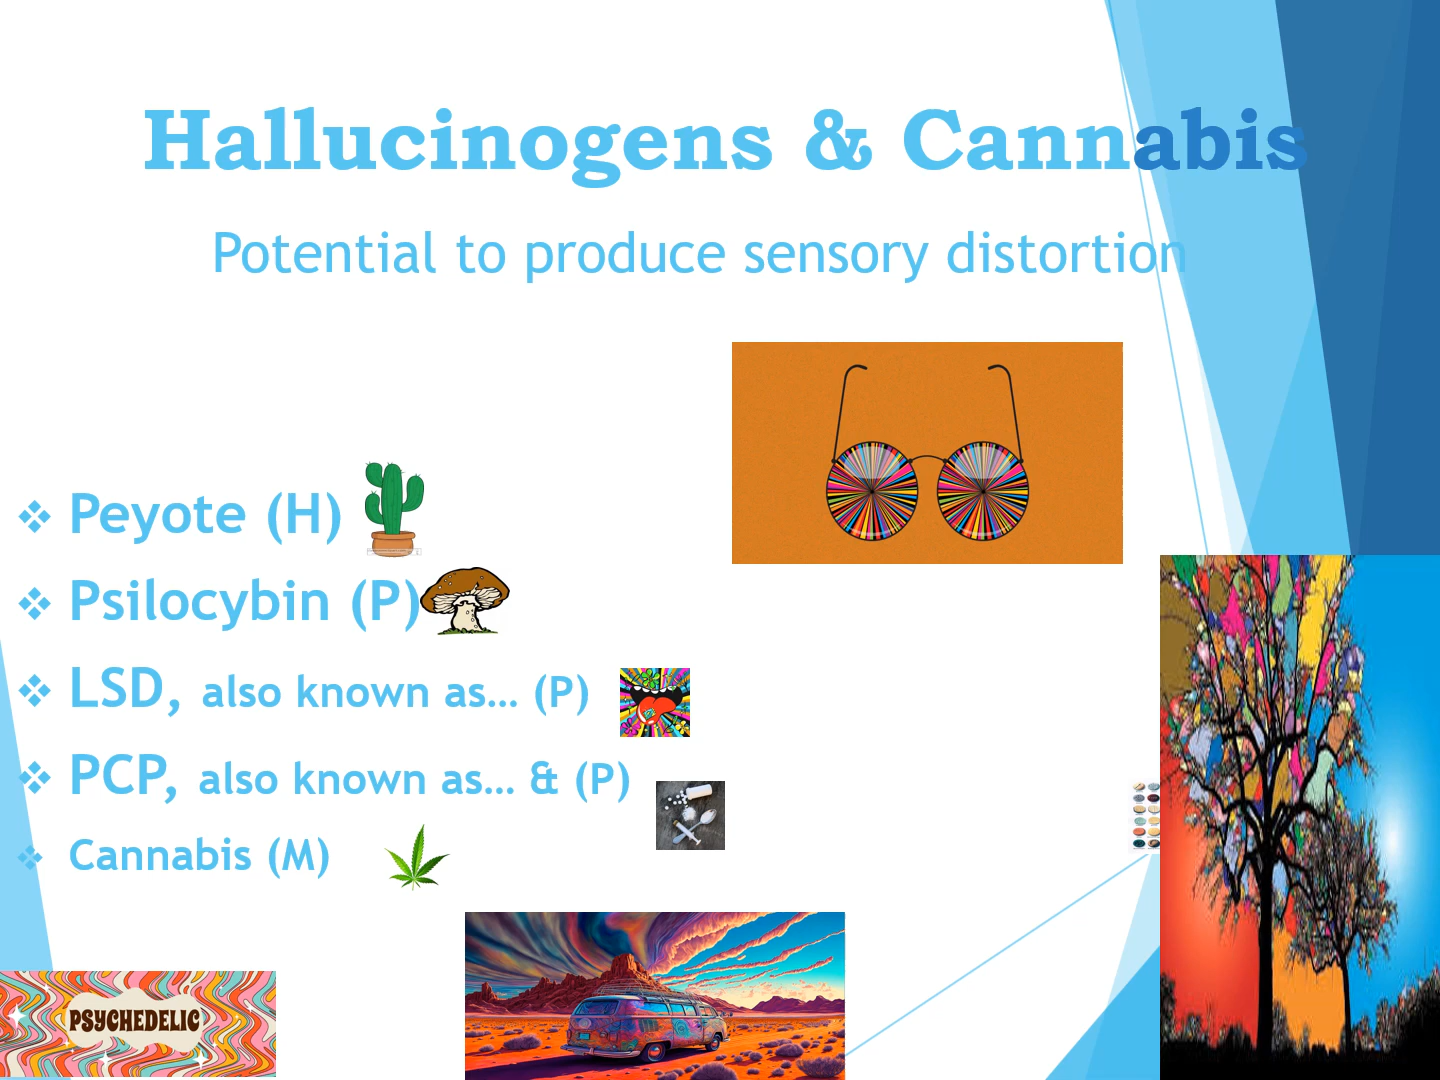 Hallucinogens & Cannabis
Potential to produce sensory distortion
❖ Peyote (H)
❖ Psilocybin (P)
❖ LSD, also known as... (P)
❖ PCP, also known as... & (P)
❖ Cannabis (M)
PSYCHEDELIC